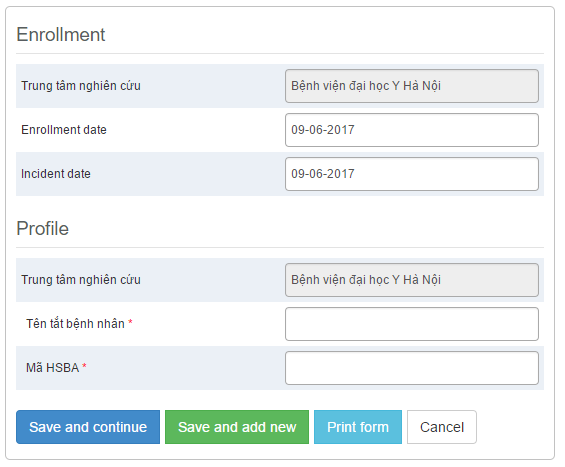 Enrollment
Trung tâm nghiên cứu Bệnh viện đại học Y Hà Nội
Enrollment date 09-06-2017
Incident date 09-06-2017
Profile
Trung tâm nghiên cứu Bệnh viện đại học Y Hà Nội
Tên tắt bệnh nhân *
Mã HSBA *
Save and continue Save and add new Print form Cancel